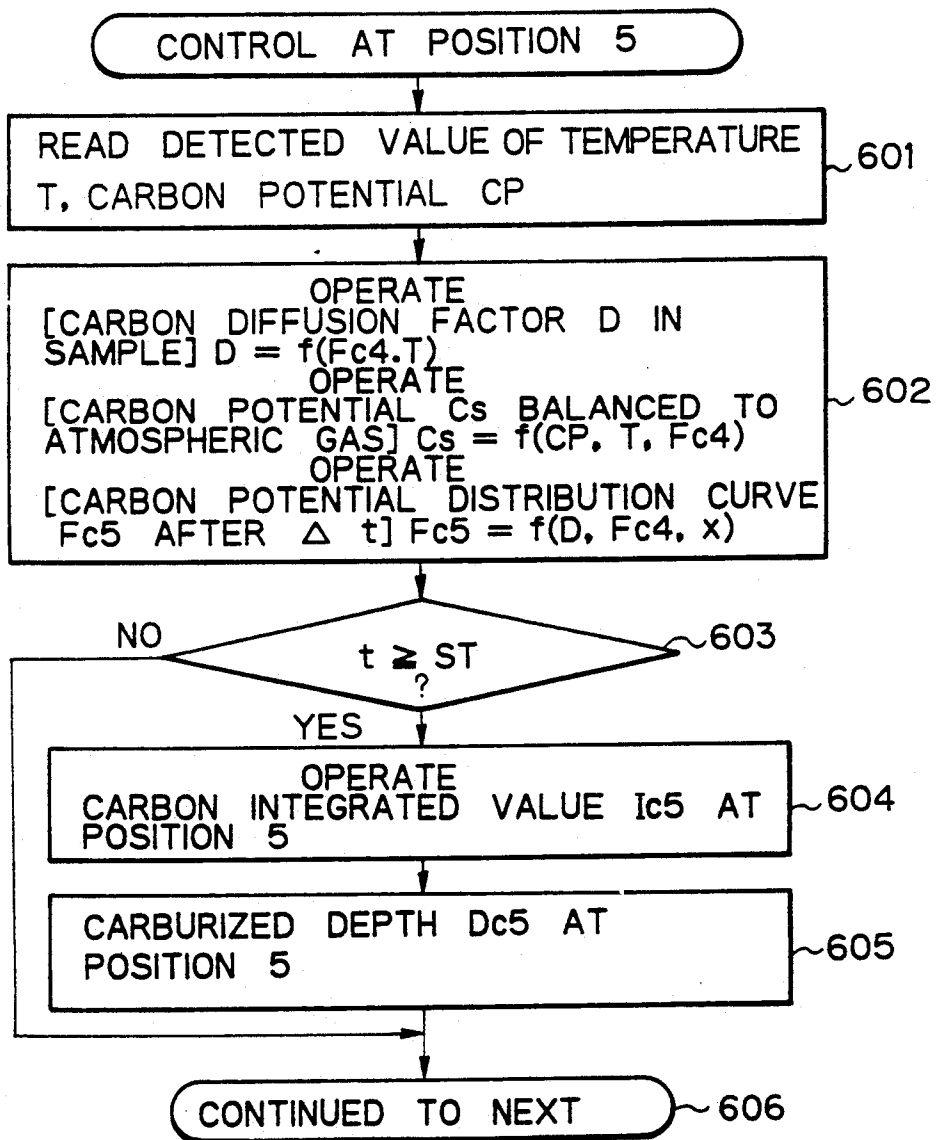 CONTROL AT POSITION 5
READ DETECTED VALUE OF TEMPERATURE
T, CARBON POTENTIAL CP
601
OPERATE
[CARBON DIFFUSION FACTOR D IN
SAMPLE] D = f(Fc4.T)
OPERATE
[CARBON POTENTIAL Cs BALANCED TO
ATMOSPHERIC GAS] Cs = f(CP, T, Fc4)
OPERATE
[CARBON POTENTIAL DISTRIBUTION CURVE
Fc5 AFTER △ t] Fc5 = f(D, Fc4, x)
602
NO
t ≧ ST
?
603
YES
OPERATE
CARBON INTEGRATED VALUE Ic5 AT
POSITION 5
604
CARBURIZED DEPTH Dc5 AT
POSITION 5
605
CONTINUED TO NEXT
606